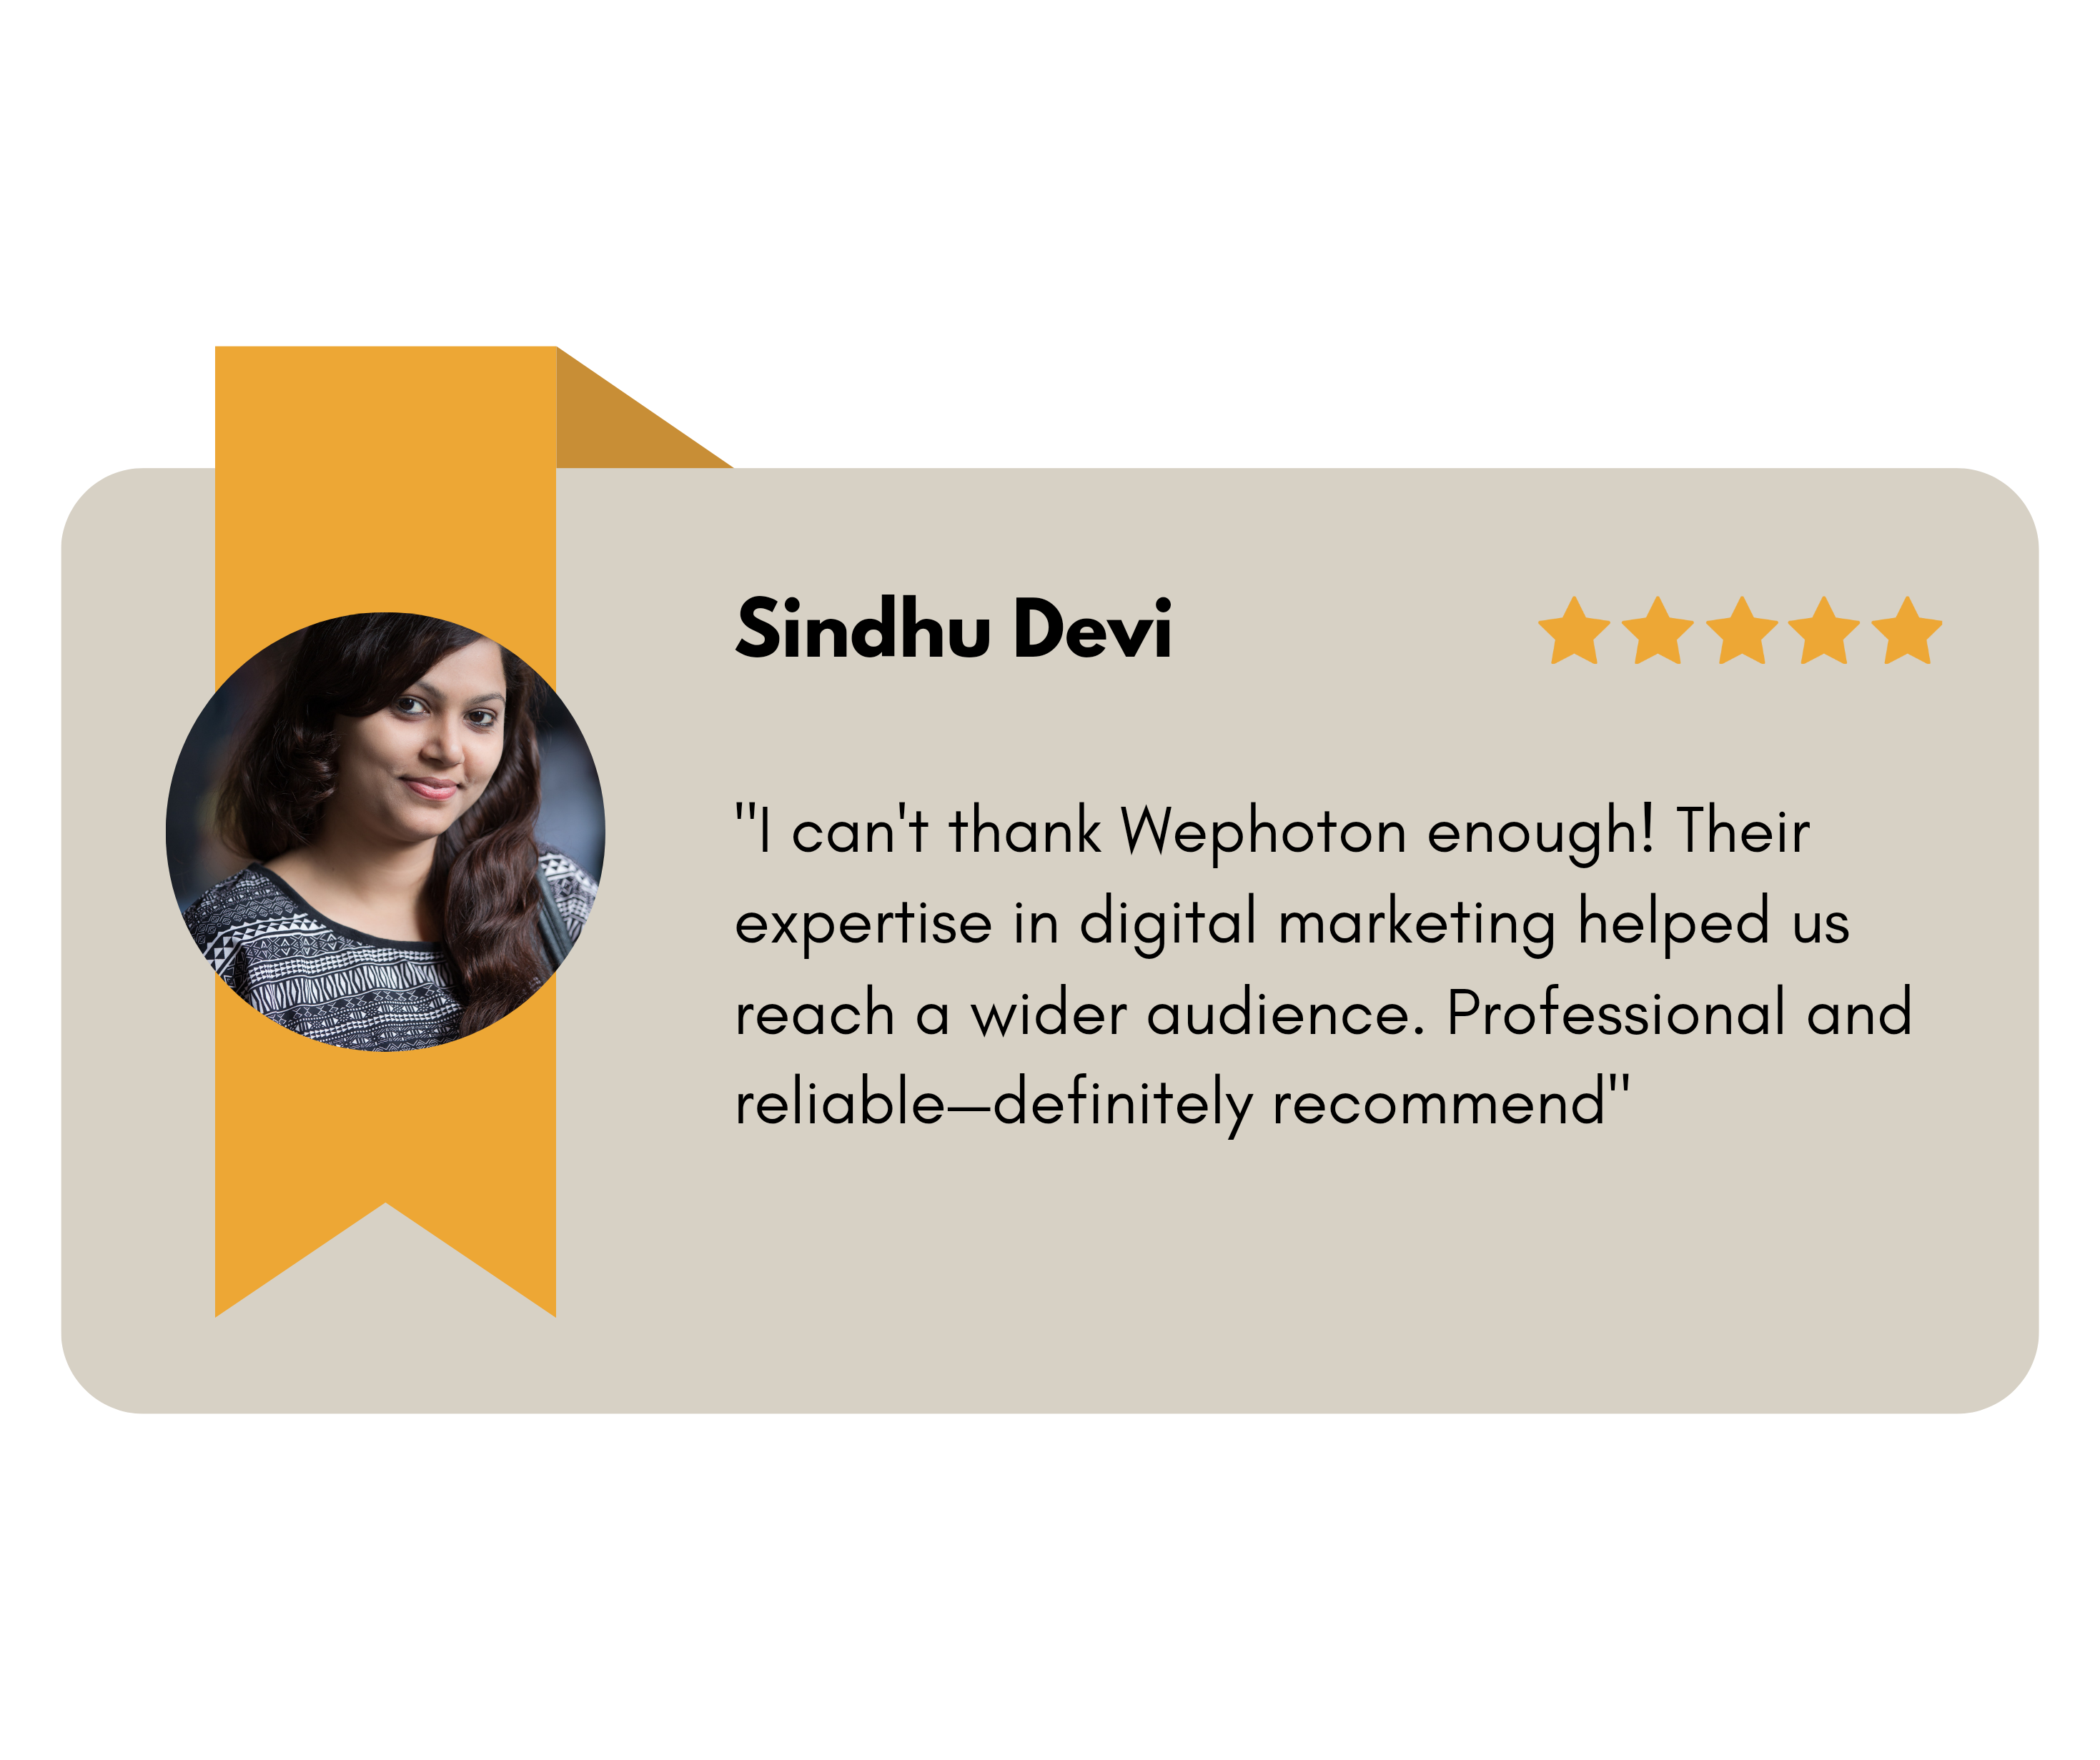 Sindhu Devi
"I can't thank Wephoton enough! Their
expertise in digital marketing helped us
reach a wider audience. Professional and
reliable—definitely recommend"